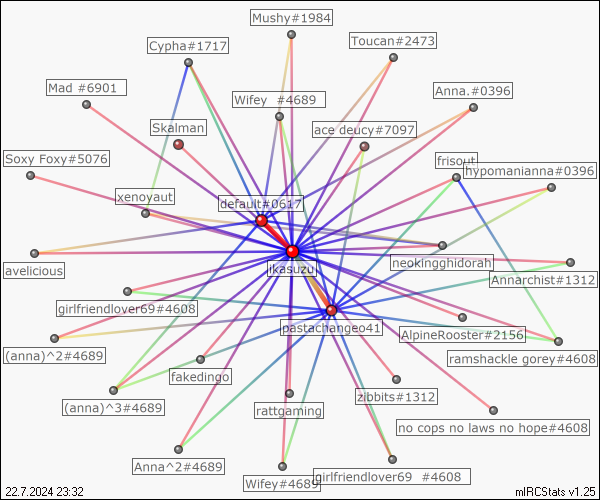 Mushy#1984
Cypha#1717
Toucan#2473
Mad #6901
Wifey #4689
Anna.#0396
Skalman
ace deucy#7097
Soxy Foxy#5076
frisout
hypomanianna#0396
xenoyaut
default#0617
neokingghidorah
avelicious
ikasuzu
Annarchist#1312
girlfriendlover69#4608
pastachangeo41
AlpineRooster#2156
(anna)^2#4689
ramshackle gorey#4608
fakedingo
zibbits#1312
(anna)^3#4689
rattgaming
no cops no laws no hope#4608
Anna^2#4689
Wifey#4689
girlfriendlover69 #4608
22.7.2024 23:32
mIRCStats v1.25